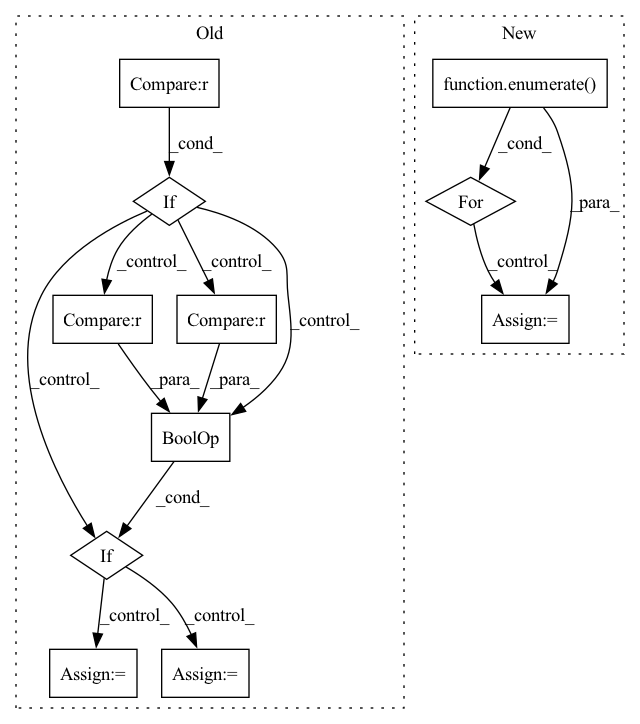 Old
New
Compare:r
function.enumerate()
_cond_
_cond_
If
For
_para_
_control_
_control_
_control_
Compare:r
Compare:r
Assign:=
_control_
_control_
_para_
_para_
BoolOp
_cond_
If
_control_
_control_
Assign:=
Assign:=